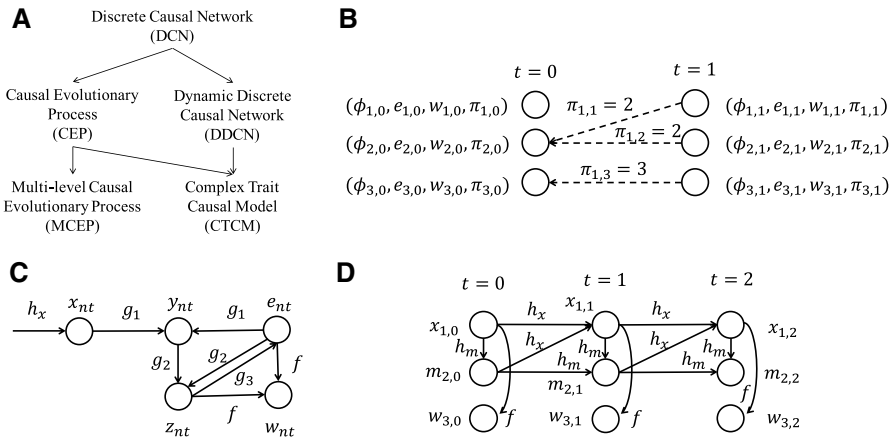 A
Discrete Causal Network
(DCN)
Causal Evolutionary
Process
(CEP)
Dynamic Discrete
Causal Network
(DDCN)
Multi-level Causal
Evolutionary Process
(MCEP)
Complex Trait
Causal Model
(CTCM)
B
t = 0
t = 1
(ϕ1,0, e1,0, w1,0, π1,0)
π1,1 = 2
(ϕ1,1, e1,1, w1,1, π1,1)
(ϕ2,0, e2,0, w2,0, π2,0)
π1,2 = 2
(ϕ2,1, e2,1, w2,1, π2,1)
(ϕ3,0, e3,0, w3,0, π3,0)
π1,3 = 3
(ϕ3,1, e3,1, w3,1, π3,1)
C
hx
xnt
g1
ynt
g1
ent
g2
g2
g3
f
znt
f
wnt
D
t = 0
t = 1
t = 2
x1,0
hx
x1,1
hx
x1,2
hm
hx
hm
hx
hm
m2,0
hm
m2,1
hm
m2,2
w3,0
f
w3,1
f
f
w3,2